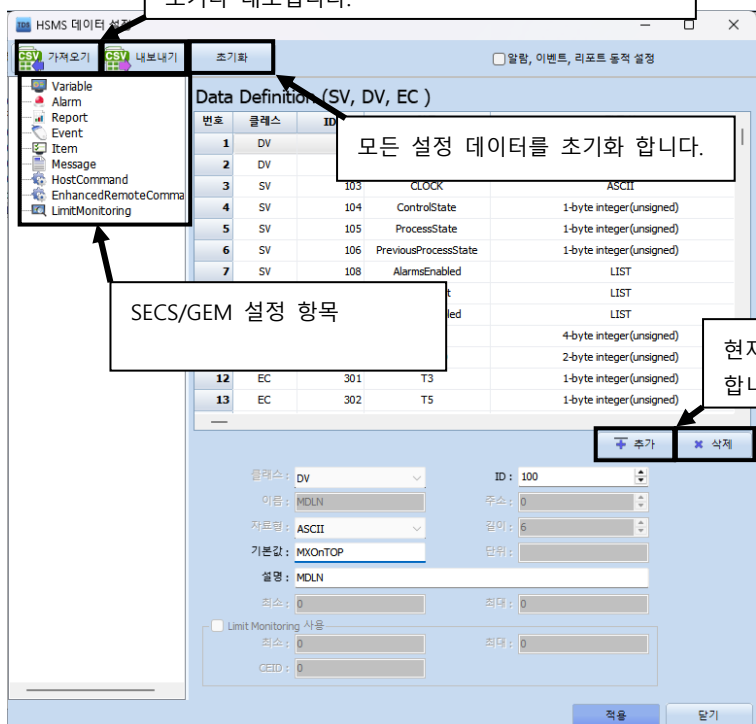 HSMS 데이터 설정
가져오기 내보내기 초기화 알람, 이벤트, 리포트 동적 설정
Variable
Alarm
Report
Event
Item
Message
HostCommand
EnhancedRemoteComma
LimitMonitoring
SECS/GEM 설정 항목
Data Definition (SV, DV, EC )
번호 클래스 ID
모든 설정 데이터를 초기화 합니다.
1 DV
2 DV
3 SV 103 CLOCK ASCII
4 SV 104 ControlState 1-byte integer(unsigned)
5 SV 105 ProcessState 1-byte integer(unsigned)
6 SV 106 PreviousProcessState 1-byte integer(unsigned)
7 SV 108 AlarmsEnabled LIST
t LIST
led LIST
4-byte integer(unsigned)
2-byte integer(unsigned)
12 EC 301 T3 1-byte integer(unsigned)
13 EC 302 T5 1-byte integer(unsigned)
추가 삭제
클래스 : DV ID : 100
이름 : MDLN 주소 : 0
자료형 : ASCII 길이 : 6
기본값 : MXOnTOP 단위 :
설명 : MDLN
최소 : 0 최대 : 0
Limit Monitoring 사용
최소 : 0 최대 : 0
CEID : 0
적용 닫기